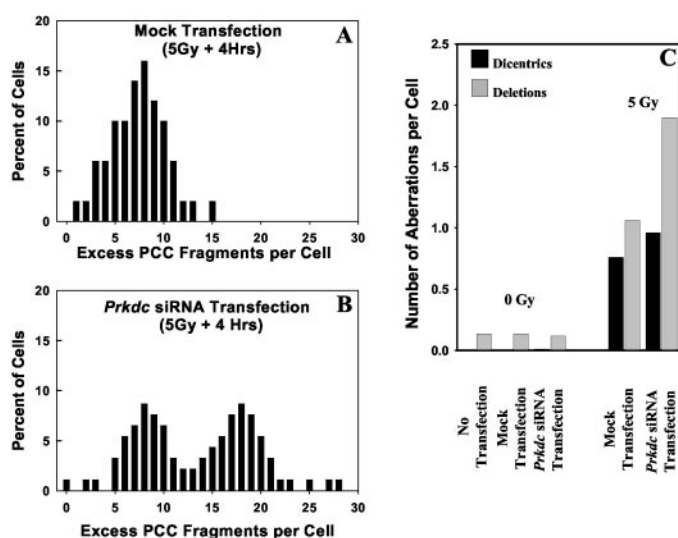 Mock Transfection
(5Gy + 4Hrs)
A
Percent of Cells
20
15
10
5
0
0 5 10 15 20 25 30
Excess PCC Fragments per Cell
Prkdc siRNA Transfection
(5Gy + 4 Hrs)
B
Percent of Cells
20
15
10
5
0
0 5 10 15 20 25 30
Excess PCC Fragments per Cell
C
Dicentrics
Deletions
5 Gy
0 Gy
Number of Aberrations per Cell
2.5
2.0
1.5
1.0
0.5
0.0
No
Transfection
Mock
Transfection
Prkdc siRNA
Transfection
Mock
Transfection
Prkdc siRNA
Transfection